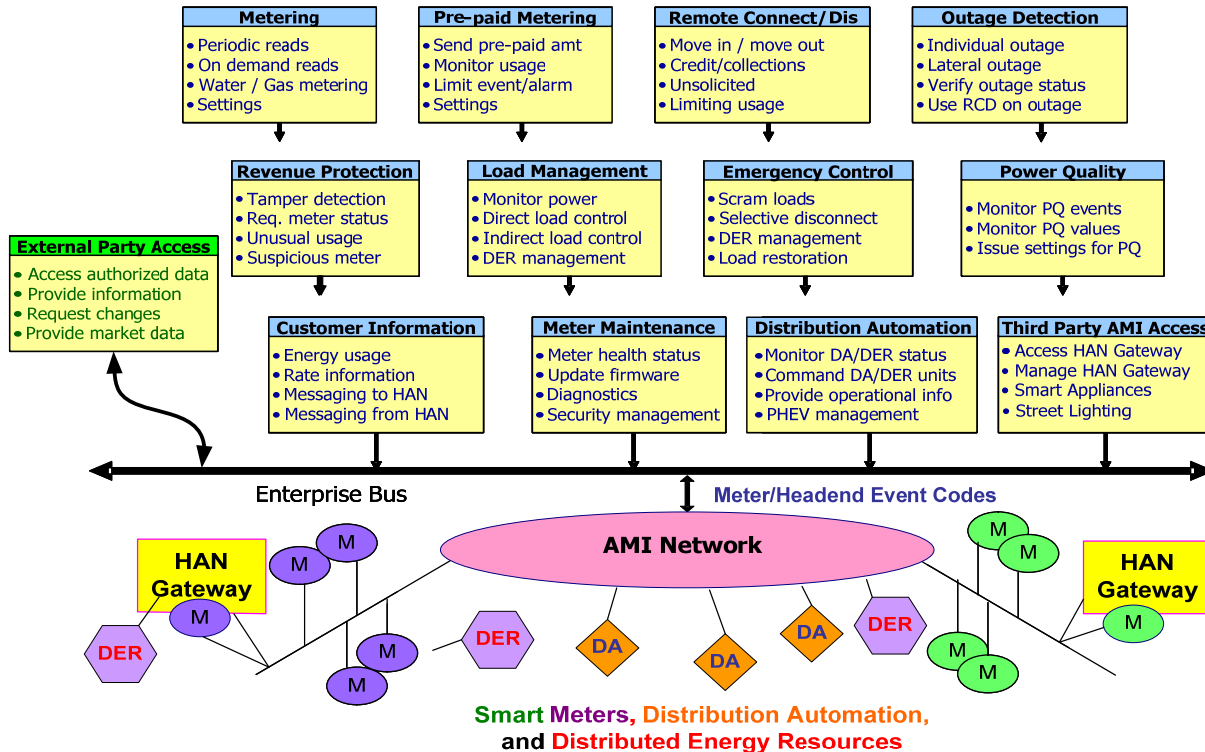 Metering
• Periodic reads
• On demand reads
• Water / Gas metering
• Settings
Pre-paid Metering
• Send pre-paid amt
• Monitor usage
• Limit event/alarm
• Settings
Remote Connect/Dis
• Move in / move out
• Credit/collections
• Unsolicited
• Limiting usage
Outage Detection
• Individual outage
• Lateral outage
• Verify outage status
• Use RCD on outage
Revenue Protection
• Tamper detection
• Req. meter status
• Unusual usage
• Suspicious meter
Load Management
• Monitor power
• Direct load control
• Indirect load control
• DER management
Emergency Control
• Scram loads
• Selective disconnect
• DER management
• Load restoration
Power Quality
• Monitor PQ events
• Monitor PQ values
• Issue settings for PQ
External Party Access
• Access authorized data
• Provide information
• Request changes
• Provide market data
Customer Information
• Energy usage
• Rate information
• Messaging to HAN
• Messaging from HAN
Meter Maintenance
• Meter health status
• Update firmware
• Diagnostics
• Security management
Distribution Automation
• Monitor DA/DER status
• Command DA/DER units
• Provide operational info
• PHEV management
Third Party AMI Access
• Access HAN Gateway
• Manage HAN Gateway
• Smart Appliances
• Street Lighting
Enterprise Bus
Meter/Headend Event Codes
AMI Network
HAN
Gateway
M
M
M
M
M
M
DER
DER
DA
DA
DA
DER
M
M
M
M
M
HAN
Gateway
Smart Meters, Distribution Automation,
and Distributed Energy Resources